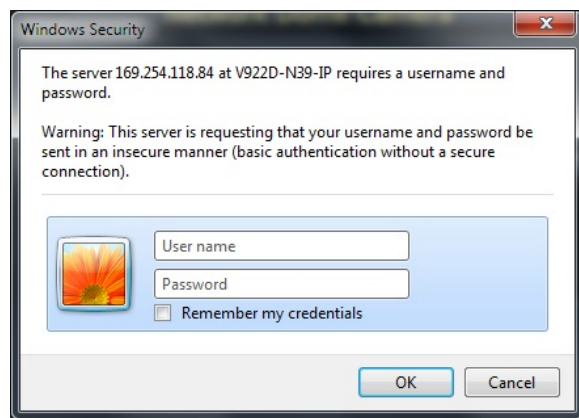 Windows Security
The server 169.254.118.84 at V922D-N39-IP requires a username and
password.
Warning: This server is requesting that your username and password be
sent in an insecure manner (basic authentication without a secure
connection).
User name
Password
Remember my credentials
OK Cancel